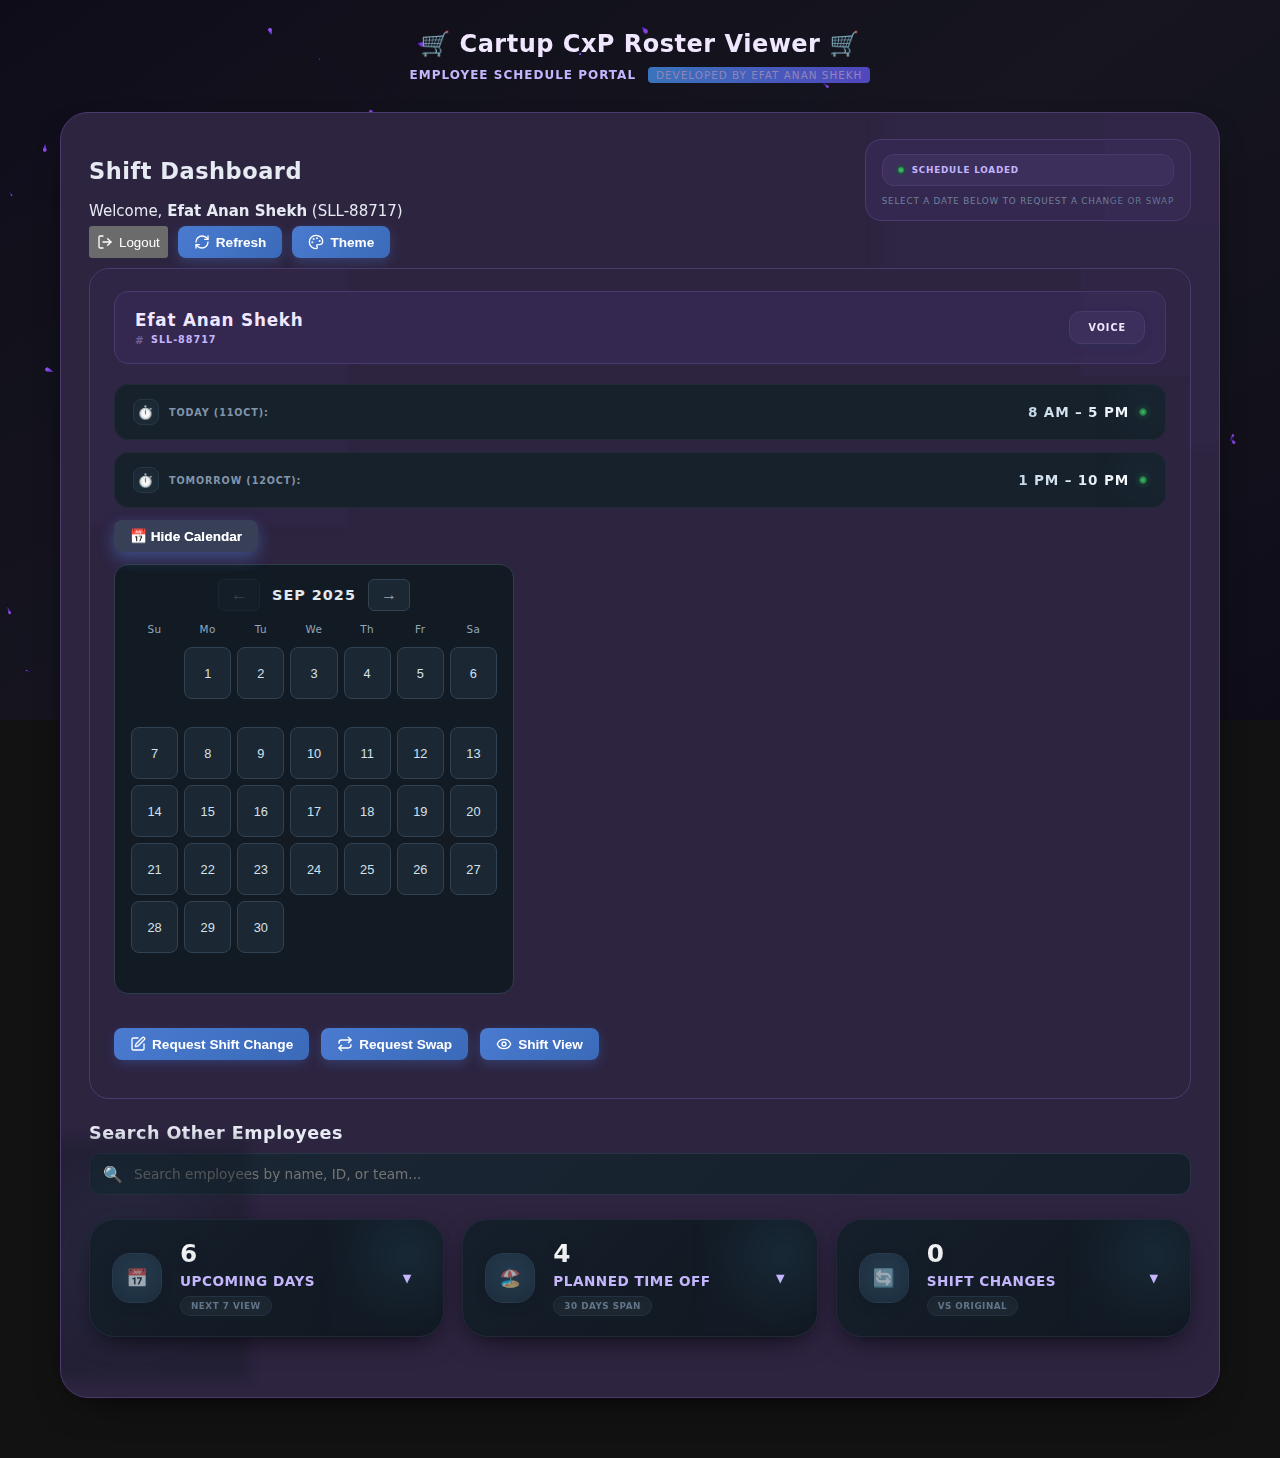 🛒 Cartup CxP Roster Viewer 🛒
EMPLOYEE SCHEDULE PORTAL DEVELOPED BY EFAT ANAN SHEKH
Shift Dashboard
SCHEDULE LOADED
SELECT A DATE BELOW TO REQUEST A CHANGE OR SWAP
Welcome, Efat Anan Shekh (SLL-88717)
Logout Refresh Theme
Efat Anan Shekh
# SLL-88717
VOICE
TODAY (11OCT): 8 AM – 5 PM
TOMORROW (12OCT): 1 PM – 10 PM
📅 Hide Calendar
← SEP 2025 →
Su Mo Tu We Th Fr Sa
1 2 3 4 5 6
7 8 9 10 11 12 13
14 15 16 17 18 19 20
21 22 23 24 25 26 27
28 29 30
Request Shift Change Request Swap Shift View
Search Other Employees
🔍 Search employees by name, ID, or team...
6
UPCOMING DAYS ▼
NEXT 7 VIEW
4
PLANNED TIME OFF ▼
30 DAYS SPAN
0
SHIFT CHANGES ▼
VS ORIGINAL